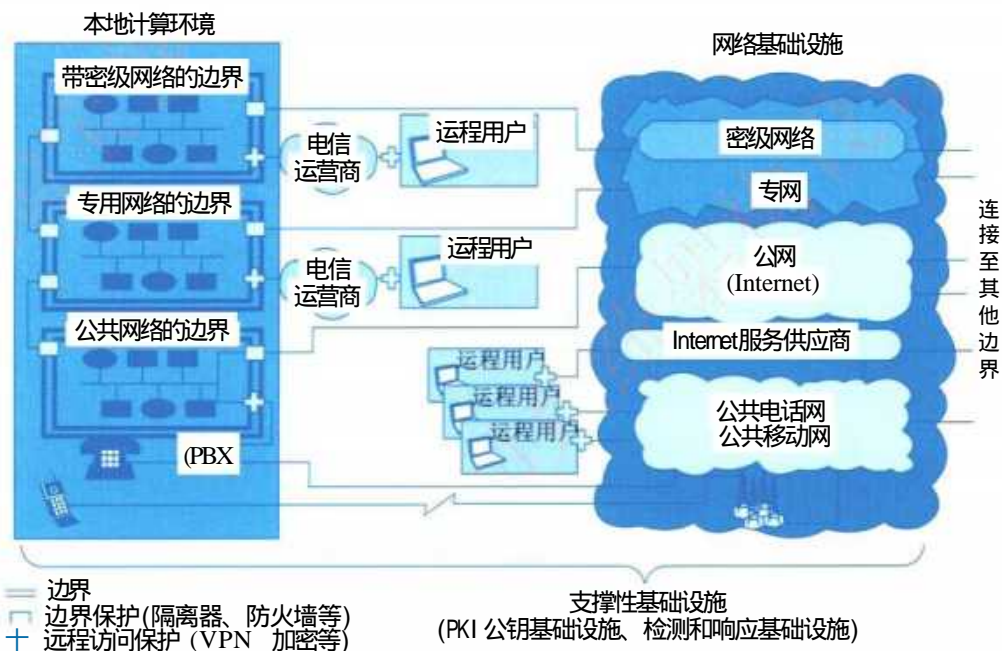 本地计算环境
网络基础设施
带密级网络的边界
电信
运营商
运程用户
密级网络
专用网络的边界
专网
电信
运营商
运程用户
公网
(Internet)
公共网络的边界
Internet服务供应商
运程用户
运程用户
运程用户
公共电话网
公共移动网
(PBX
连接至其他边界
边界
边界保护(隔离器、防火墙等)
远程访问保护 (VPN 加密等)
支撑性基础设施
(PKI 公钥基础设施、检测和响应基础设施)